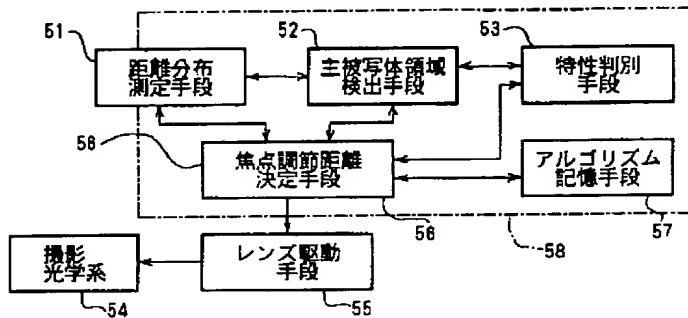 51
52
53
距離分布
測定手段
主被写体領域
検出手段
特性判別
手段
56
焦点調節距離
決定手段
アルゴリズム
記憶手段
56
57
58
撮影
光学系
レンズ駆動
手段
54
55